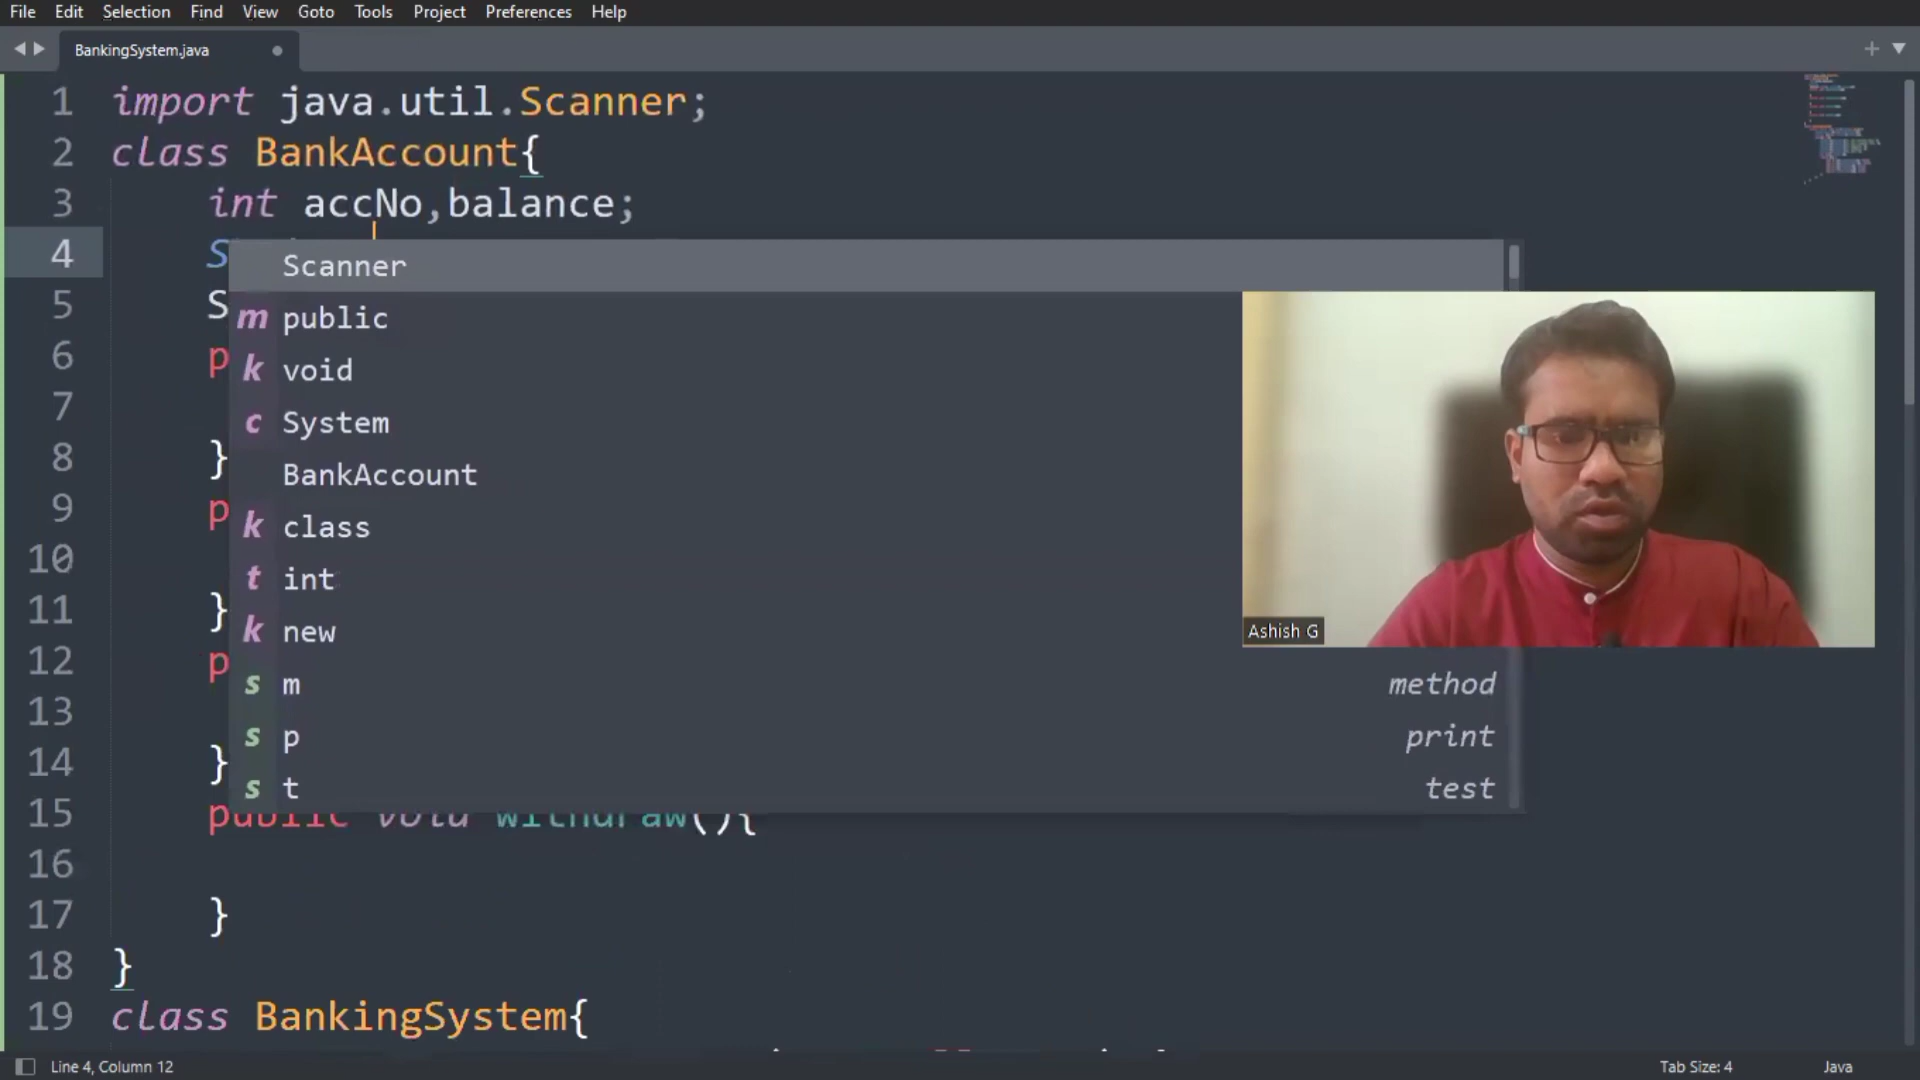 File Edit Selection Find View Goto Tools Project Preferences Help
BankingSystem.java
1 import java.util.Scanner;
2 class BankAccount{
3 int accNo,balance;
4 S
Scanner
5 S
m public
6 p
k void
7
c System
8 }
BankAccount
9 p
k class
10
t int
11 }
k new
Ashish G
12 p
s m method
13
s p print
14 }
s t test
15 public void withdraw(){
16
17 }
18 }
19 class BankingSystem{
Line 4, Column 12 Tab Size: 4 Java